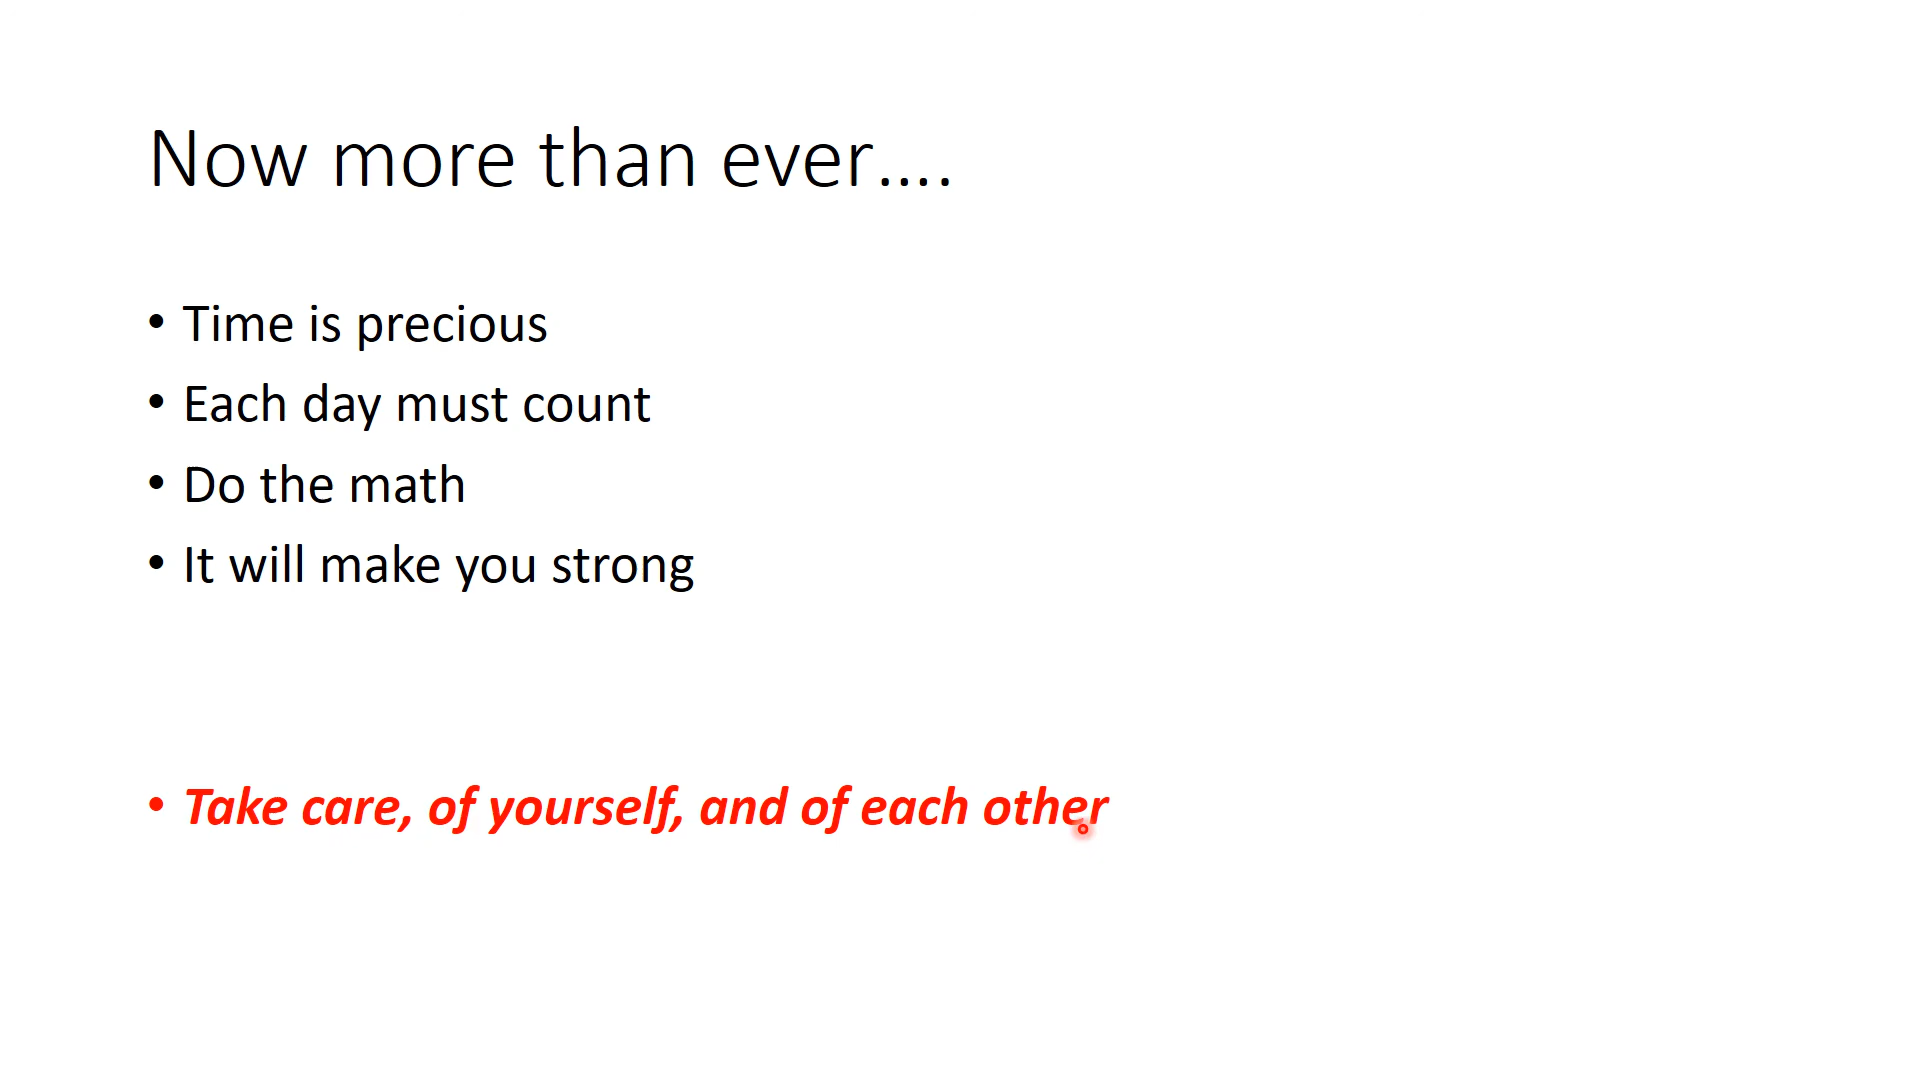 Now more than ever....
• Time is precious
• Each day must count
• Do the math
• It will make you strong
• Take care, of yourself, and of each other